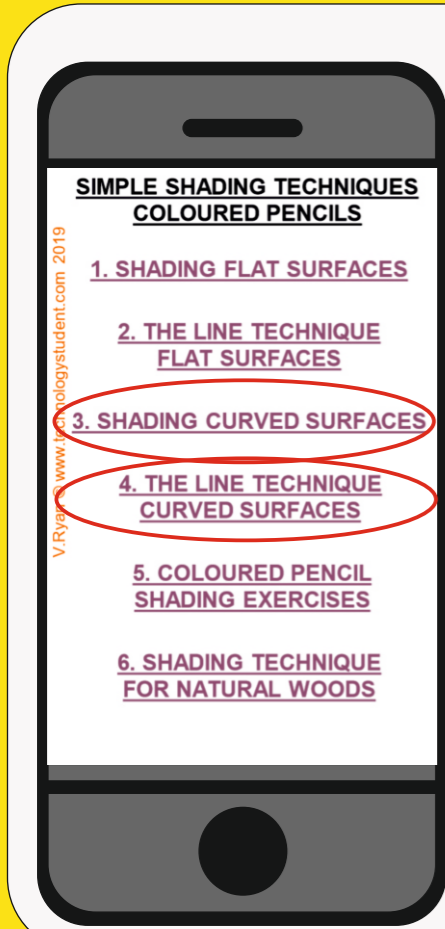 SIMPLE SHADING TECHNIQUES
COLOURED PENCILS
V.Ryan © www.technologystudent.com 2019
1. SHADING FLAT SURFACES
2. THE LINE TECHNIQUE
FLAT SURFACES
3. SHADING CURVED SURFACES
4. THE LINE TECHNIQUE
CURVED SURFACES
5. COLOURED PENCIL
SHADING EXERCISES
6. SHADING TECHNIQUE
FOR NATURAL WOODS